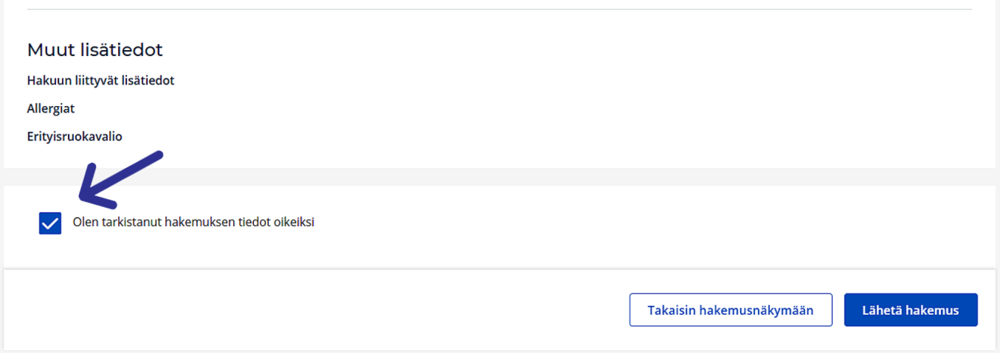 Muut lisätiedot
Hakuun liittyvät lisätiedot
Allergiat
Erityisruokavalio
Olen tarkistanut hakemuksen tiedot oikeiksi
Takaisin hakemusnäkymään
Lähetä hakemus